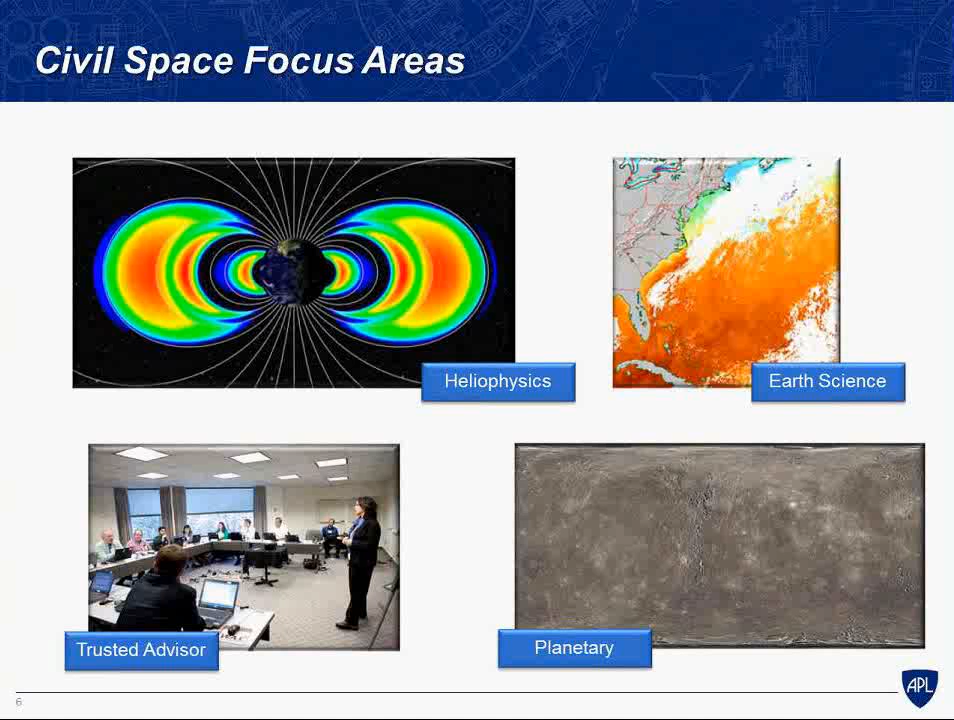 Civil Space Focus Areas
Heliophysics
Earth Science
Trusted Advisor
Planetary
6
APL